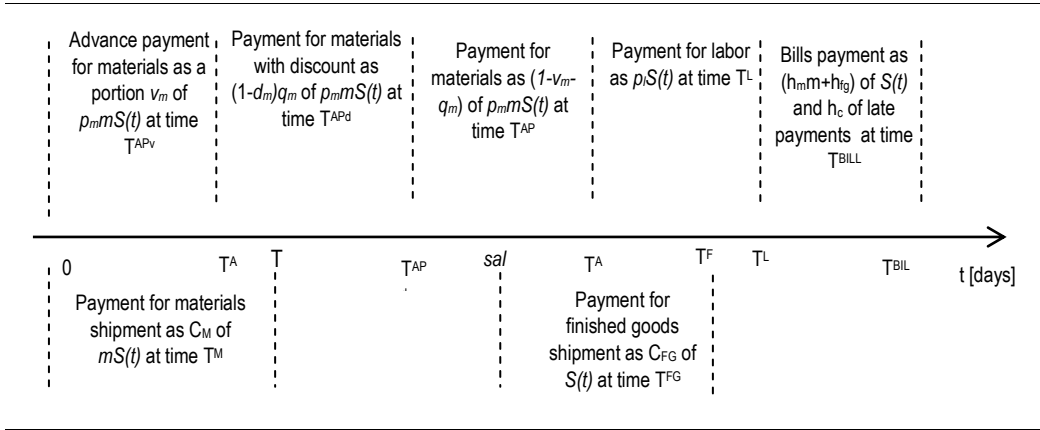 Advance payment
for materials as a
portion vₘ of
pₘmS(t) at time
Tᴬᴾᵛ
Payment for materials
with discount as
(1-dₘ)qₘ of pₘmS(t) at
time Tᴬᴾᵈ
Payment for
materials as (1-vₘ-
qₘ) of pₘmS(t) at
time Tᴬᴾ
Payment for labor
as pₗS(t) at time Tᴸ
Bills payment as
(hₘm+h_fg) of S(t)
and h_c of late
payments at time
Tᴮᴵᴸᴸ
0
Tᴬ
T
Tᴬᴾ
sal
Tᴬ
Tꟳ
Tᴸ
Tᴮᴵᴸ
t [days]
Payment for materials
shipment as C_M of
mS(t) at time Tᴹ
Payment for
finished goods
shipment as C_FG of
S(t) at time Tꟳᴳ